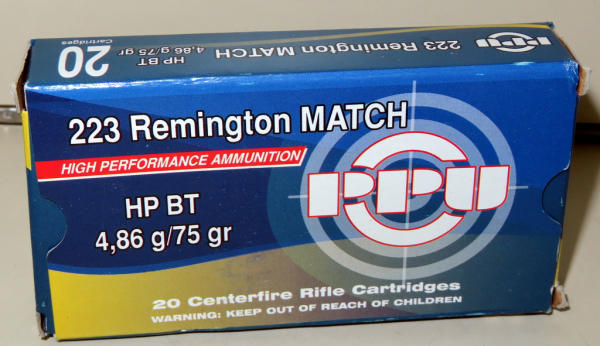 20
Cartridges
HP BT
4,86 g/75 gr
223 Remington MATCH
PPU
223 Remington MATCH
HIGH PERFORMANCE AMMUNITION
HP BT
4,86 g/75 gr
PPU
20 Centerfire Rifle Cartridges
WARNING: KEEP OUT OF REACH OF CHILDREN